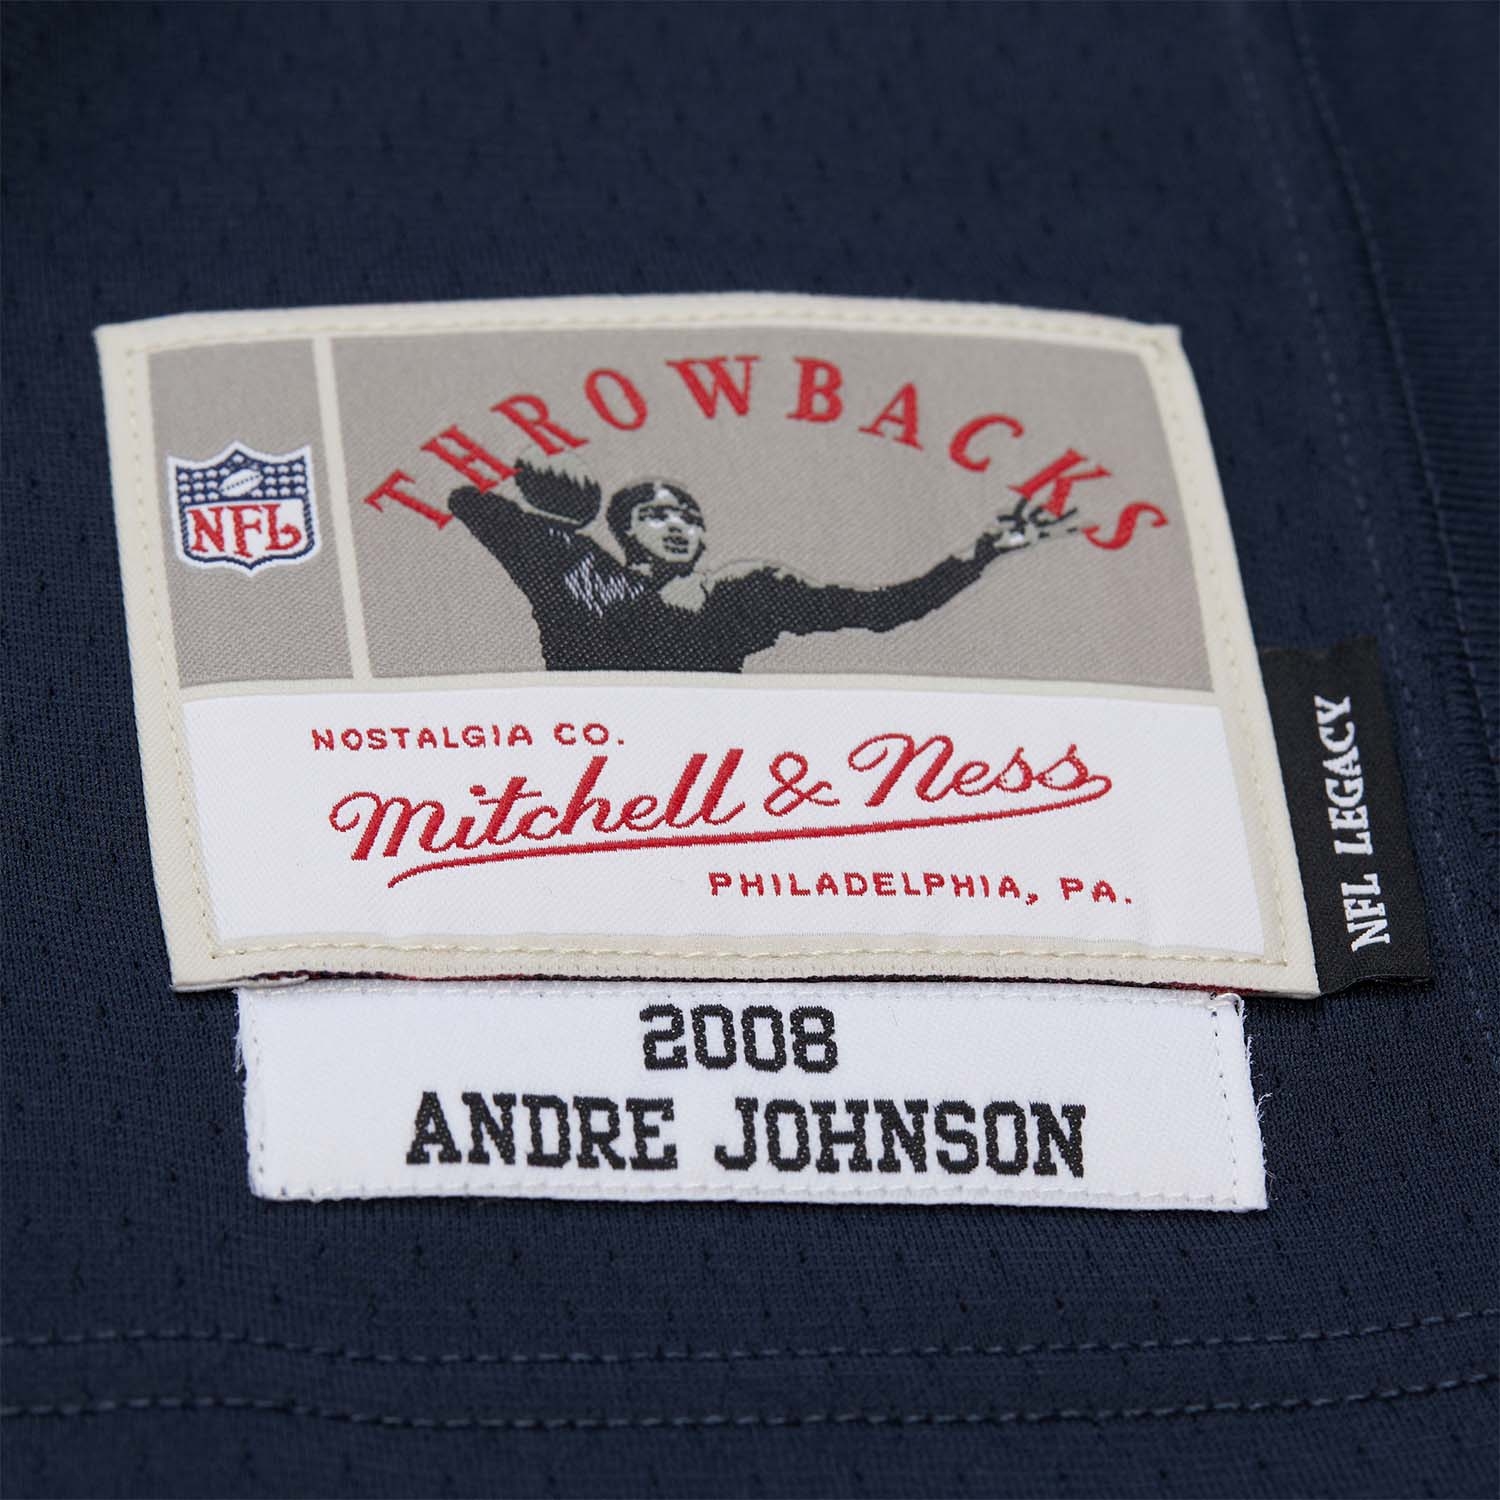 THROWBACKS
NFL
NOSTALGIA CO.
Mitchell & Ness
PHILADELPHIA, PA.
NFL LEGACY
2008
ANDRE JOHNSON